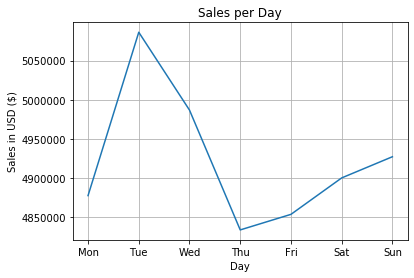 Sales per Day
Sales in USD ($)
5050000
5000000
4950000
4900000
4850000
Mon Tue Wed Thu Fri Sat Sun
Day